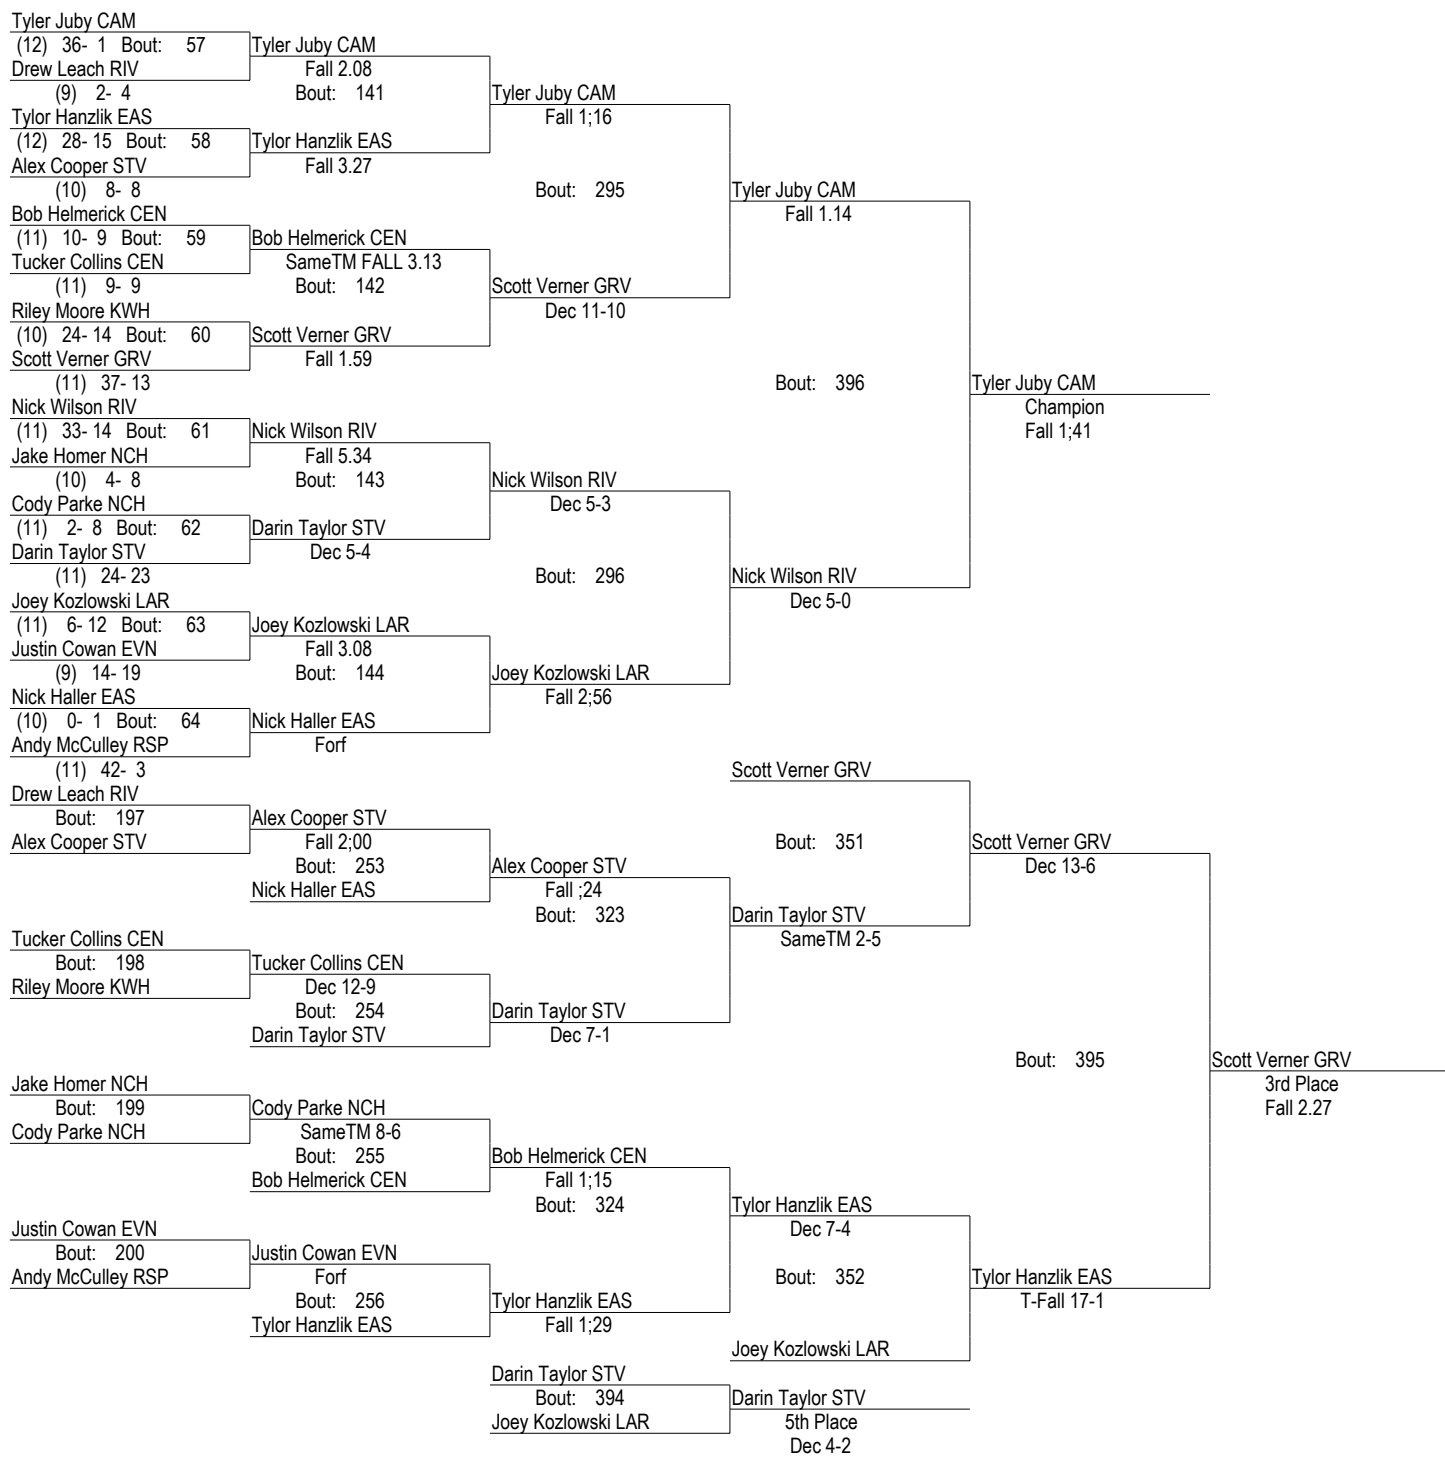 Tyler Juby CAM
(12) 36- 1 Bout: 57
Drew Leach RIV
(9) 2- 4
Tylor Hanzlik EAS
(12) 28- 15 Bout: 58
Alex Cooper STV
(10) 8- 8
Bob Helmerick CEN
(11) 10- 9 Bout: 59
Tucker Collins CEN
(11) 9- 9
Riley Moore KWH
(10) 24- 14 Bout: 60
Scott Verner GRV
(11) 37- 13
Nick Wilson RIV
(11) 33- 14 Bout: 61
Jake Homer NCH
(10) 4- 8
Cody Parke NCH
(11) 2- 8 Bout: 62
Darin Taylor STV
(11) 24- 23
Joey Kozlowski LAR
(11) 6- 12 Bout: 63
Justin Cowan EVN
(9) 14- 19
Nick Haller EAS
(10) 0- 1 Bout: 64
Andy McCulley RSP
(11) 42- 3
Tyler Juby CAM
Fall 2.08
Bout: 141
Tylor Hanzlik EAS
Fall 3.27
Bob Helmerick CEN
SameTM FALL 3.13
Bout: 142
Scott Verner GRV
Fall 1.59
Nick Wilson RIV
Fall 5.34
Bout: 143
Darin Taylor STV
Dec 5-4
Joey Kozlowski LAR
Fall 3.08
Bout: 144
Nick Haller EAS
Forf
Tyler Juby CAM
Fall 1;16
Bout: 295
Scott Verner GRV
Dec 11-10
Nick Wilson RIV
Dec 5-3
Bout: 296
Joey Kozlowski LAR
Fall 2;56
Tyler Juby CAM
Fall 1.14
Bout: 396
Nick Wilson RIV
Dec 5-0
Tyler Juby CAM
Champion
Fall 1;41
Drew Leach RIV
Bout: 197
Alex Cooper STV
Tucker Collins CEN
Bout: 198
Riley Moore KWH
Jake Homer NCH
Bout: 199
Cody Parke NCH
Justin Cowan EVN
Bout: 200
Andy McCulley RSP
Alex Cooper STV
Fall 2;00
Bout: 253
Nick Haller EAS
Tucker Collins CEN
Dec 12-9
Bout: 254
Darin Taylor STV
Cody Parke NCH
SameTM 8-6
Bout: 255
Bob Helmerick CEN
Justin Cowan EVN
Forf
Bout: 256
Tylor Hanzlik EAS
Alex Cooper STV
Fall ;24
Bout: 323
Darin Taylor STV
Dec 7-1
Bob Helmerick CEN
Fall 1;15
Bout: 324
Tylor Hanzlik EAS
Fall 1;29
Scott Verner GRV
Bout: 351
Darin Taylor STV
SameTM 2-5
Tylor Hanzlik EAS
Dec 7-4
Bout: 352
Joey Kozlowski LAR
Scott Verner GRV
Dec 13-6
Bout: 395
Tylor Hanzlik EAS
T-Fall 17-1
Scott Verner GRV
3rd Place
Fall 2.27
Darin Taylor STV
Bout: 394
Joey Kozlowski LAR
Darin Taylor STV
5th Place
Dec 4-2